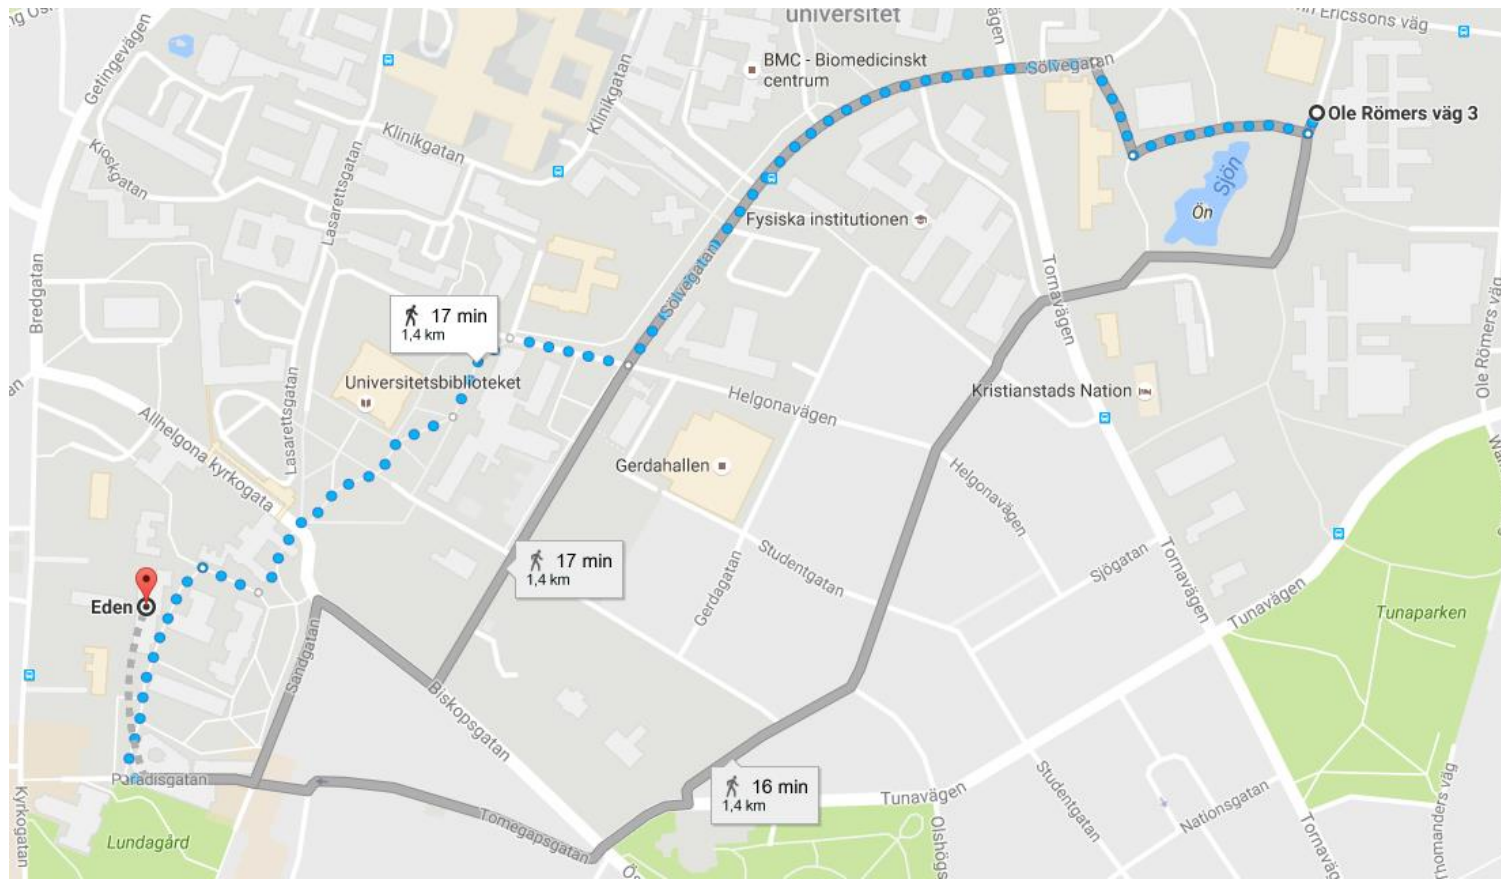 universitet
Ericssons väg
Getingevägen
BMC - Biomedicinskt
centrum
Sölvegatan
Ole Römers väg 3
Klinikgatan
Klinikgatan
Kioskgatan
Lasarettsgatan
Sjön
Ön
Fysiska institutionen
Bredgatan
Sölvegatan
Tornavägen
Ole Römers väg
17 min
1,4 km
Universitetsbiblioteket
Helgonavägen
Kristianstads Nation
Lasarettsgatan
Allhelgona kyrkogata
Gerdahallen
Helgonavägen
17 min
1,4 km
Studentgatan
Gerdagatan
Sjögatan
Tornavägen
Tunavägen
Tunaparken
Eden
Sandgatan
Biskopsgatan
Paradisgatan
16 min
1,4 km
Tunavägen
Studentgatan
Nationsgatan
Tomegapsgatan
Kyrkogatan
Lundagård
Tornavägen